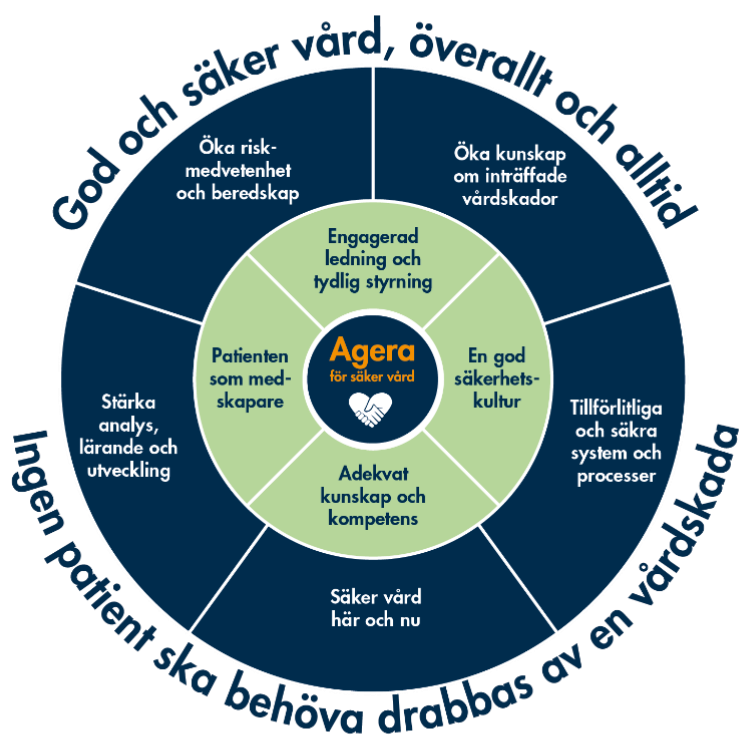 God och säker vård, överallt och alltid
Öka risk-
medvetenhet
och beredskap
Öka kunskap
om inträffade
vårdskador
Engagerad
ledning och
tydlig styrning
Patienten
som med-
skapare
Agera
för säker vård
En god
säkerhets-
kultur
Stärka
analys,
lärande och
utveckling
Tillförlitliga
och säkra
system och
processer
Adekvat
kunskap och
kompetens
Säker vård
här och nu
Ingen patient ska behöva drabbas av en vårdskada